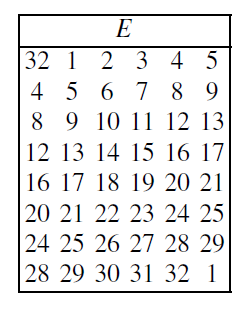 E
32 1 2 3 4 5
4 5 6 7 8 9
8 9 10 11 12 13
12 13 14 15 16 17
16 17 18 19 20 21
20 21 22 23 24 25
24 25 26 27 28 29
28 29 30 31 32 1